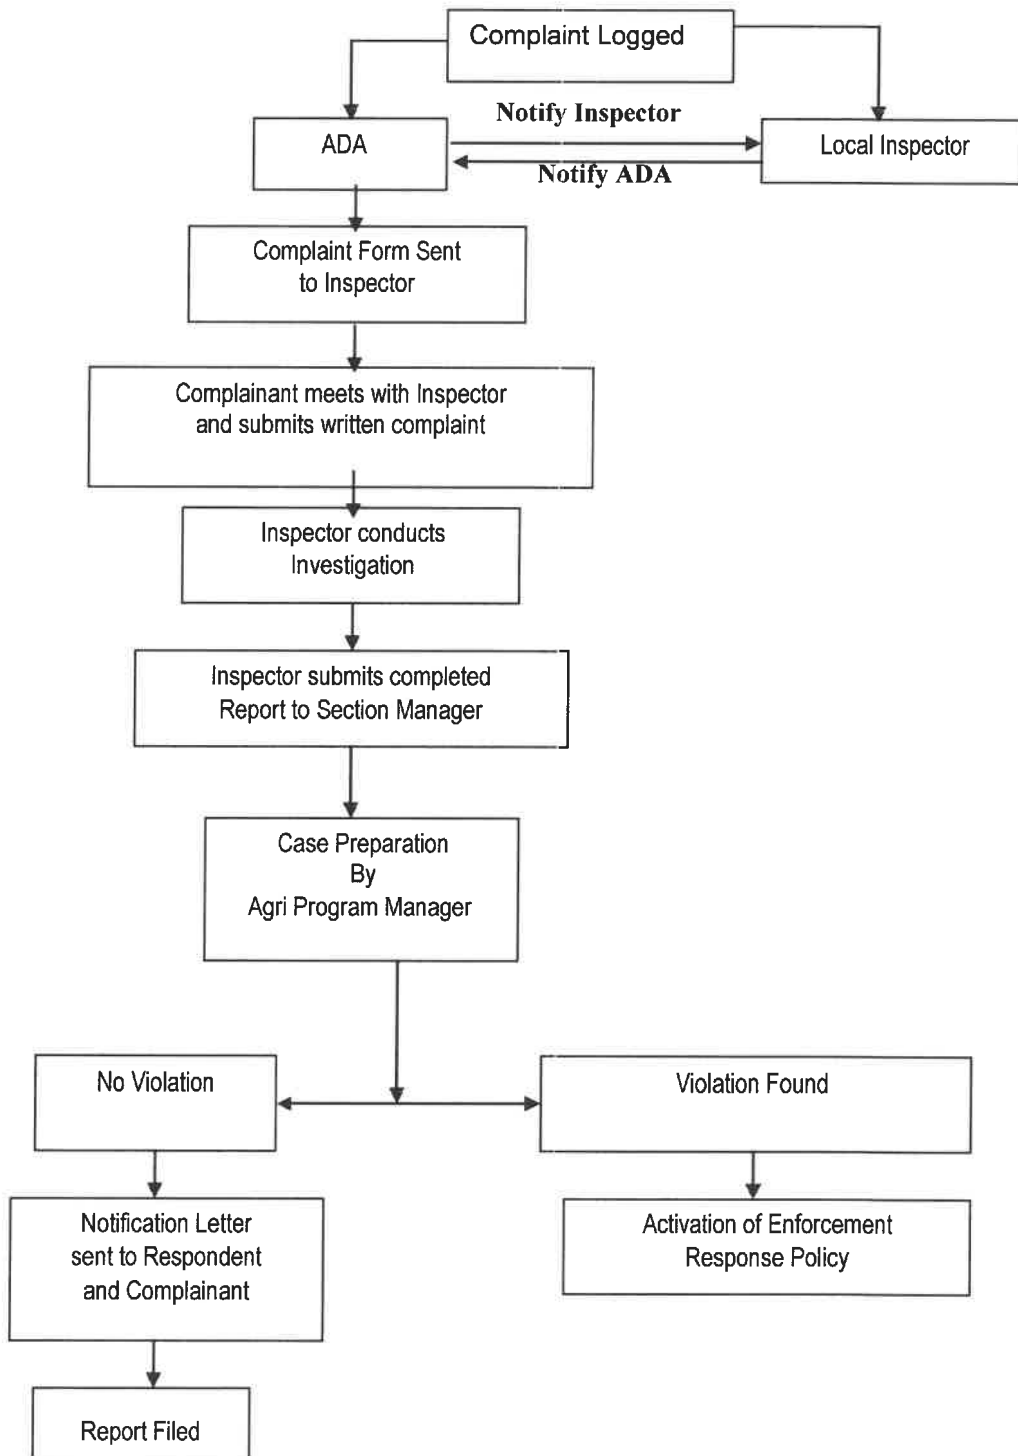 Complaint Logged
Notify Inspector
ADA
Local Inspector
Notify ADA
Complaint Form Sent
to Inspector
Complainant meets with Inspector
and submits written complaint
Inspector conducts
Investigation
Inspector submits completed
Report to Section Manager
Case Preparation
By
Agri Program Manager
No Violation
Violation Found
Notification Letter
sent to Respondent
and Complainant
Activation of Enforcement
Response Policy
Report Filed